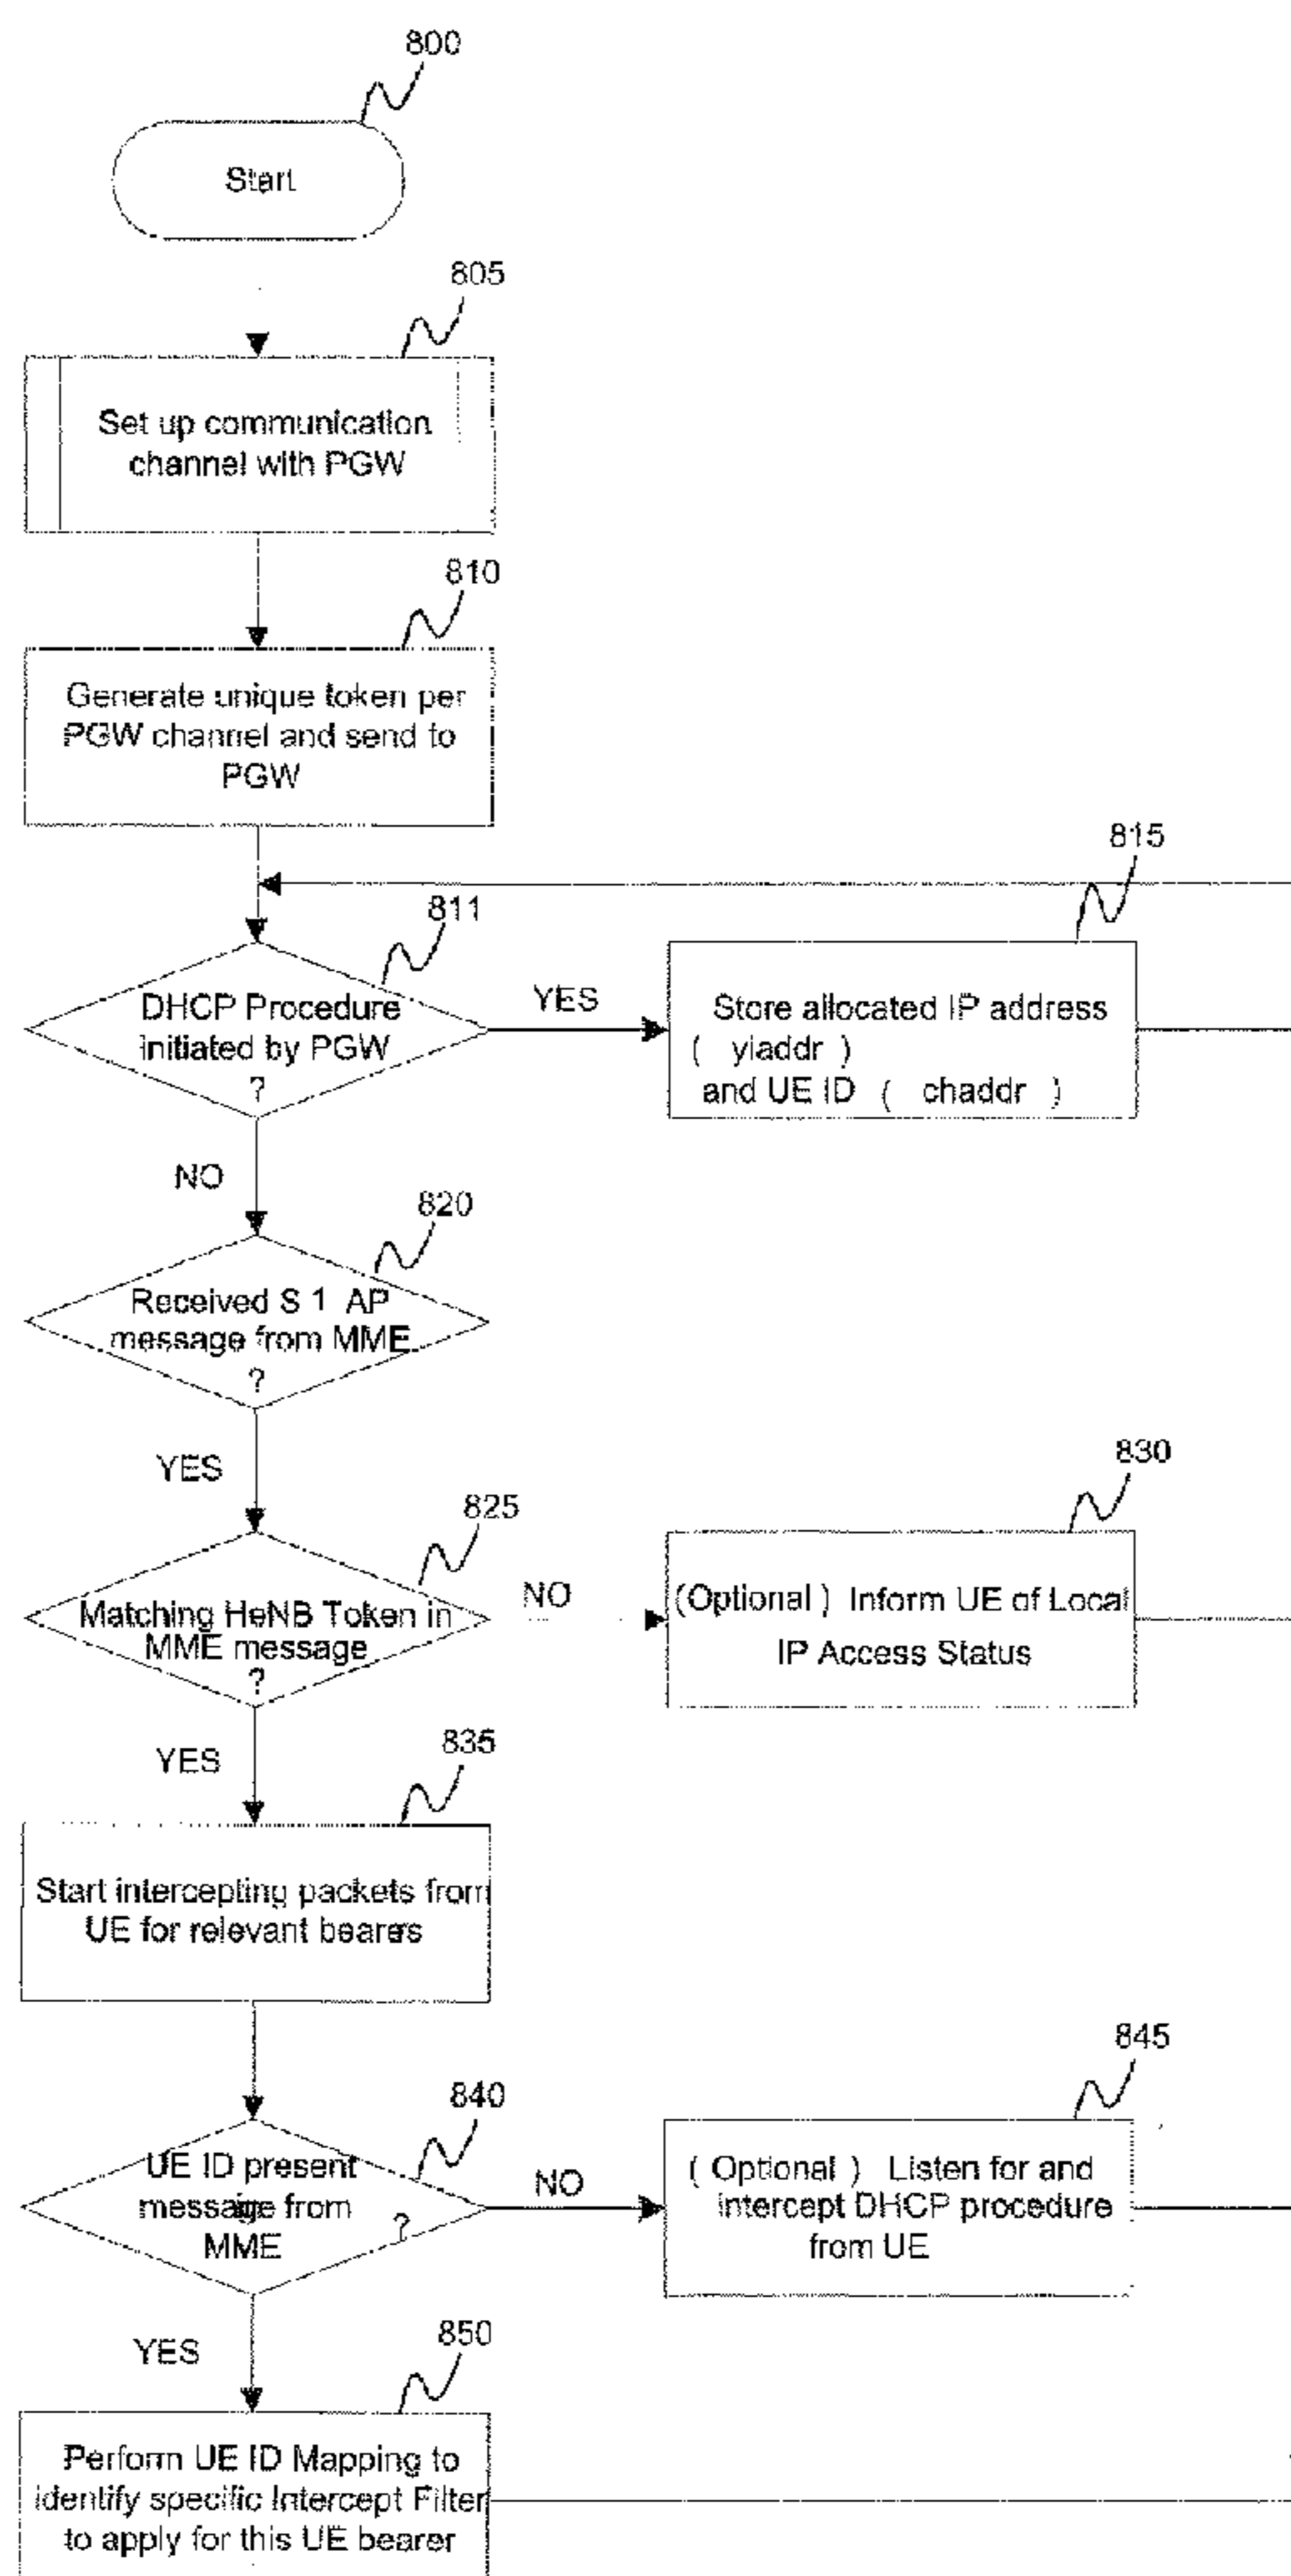 800
Start
805
Set up communication
channel with PGW
810
Generate unique token per
PGW channel and send to
PGW
811
DHCP Procedure
initiated by PGW
?
YES
815
Store allocated IP address
( yiaddr )
and UE ID ( chaddr )
NO
820
Received S 1 AP
message from MME
?
YES
825
Matching HeNB Token in
MME message
?
NO
830
(Optional ) Inform UE of Local
IP Access Status
YES
835
Start intercepting packets from
UE for relevant bearers
840
UE ID present
message from
MME
?
NO
845
( Optional ) Listen for and
intercept DHCP procedure
from UE
YES
850
Perform UE ID Mapping to
identify specific Intercept Filter
to apply for this UE bearer